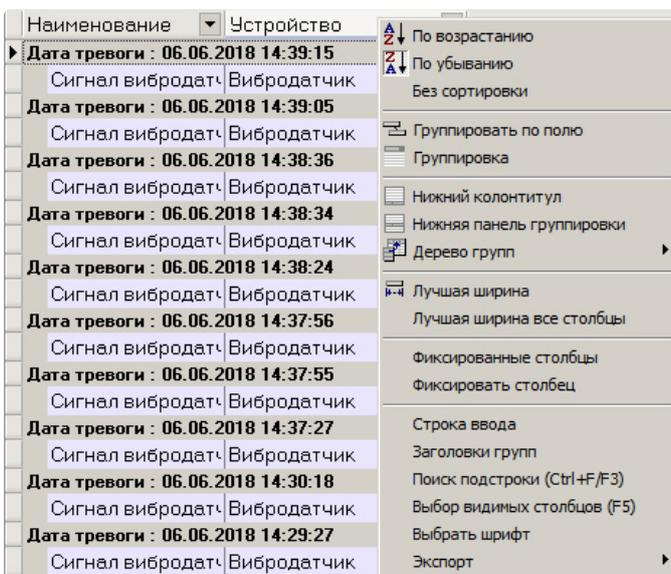 Наименование Устройство
Дата тревоги : 06.06.2018 14:39:15
Сигнал вибродатч Вибродатчик
Дата тревоги : 06.06.2018 14:39:05
Сигнал вибродатч Вибродатчик
Дата тревоги : 06.06.2018 14:38:36
Сигнал вибродатч Вибродатчик
Дата тревоги : 06.06.2018 14:38:34
Сигнал вибродатч Вибродатчик
Дата тревоги : 06.06.2018 14:38:24
Сигнал вибродатч Вибродатчик
Дата тревоги : 06.06.2018 14:37:56
Сигнал вибродатч Вибродатчик
Дата тревоги : 06.06.2018 14:37:55
Сигнал вибродатч Вибродатчик
Дата тревоги : 06.06.2018 14:37:27
Сигнал вибродатч Вибродатчик
Дата тревоги : 06.06.2018 14:30:18
Сигнал вибродатч Вибродатчик
Дата тревоги : 06.06.2018 14:29:27
Сигнал вибродатч Вибродатчик
По возрастанию
По убыванию
Без сортировки
Группировать по полю
Группировка
Нижний колонтитул
Нижняя панель группировки
Дерево групп
Лучшая ширина
Лучшая ширина все столбцы
Фиксированные столбцы
Фиксировать столбец
Строка ввода
Заголовки групп
Поиск подстроки (Ctrl+F/F3)
Выбор видимых столбцов (F5)
Выбрать шрифт
Экспорт